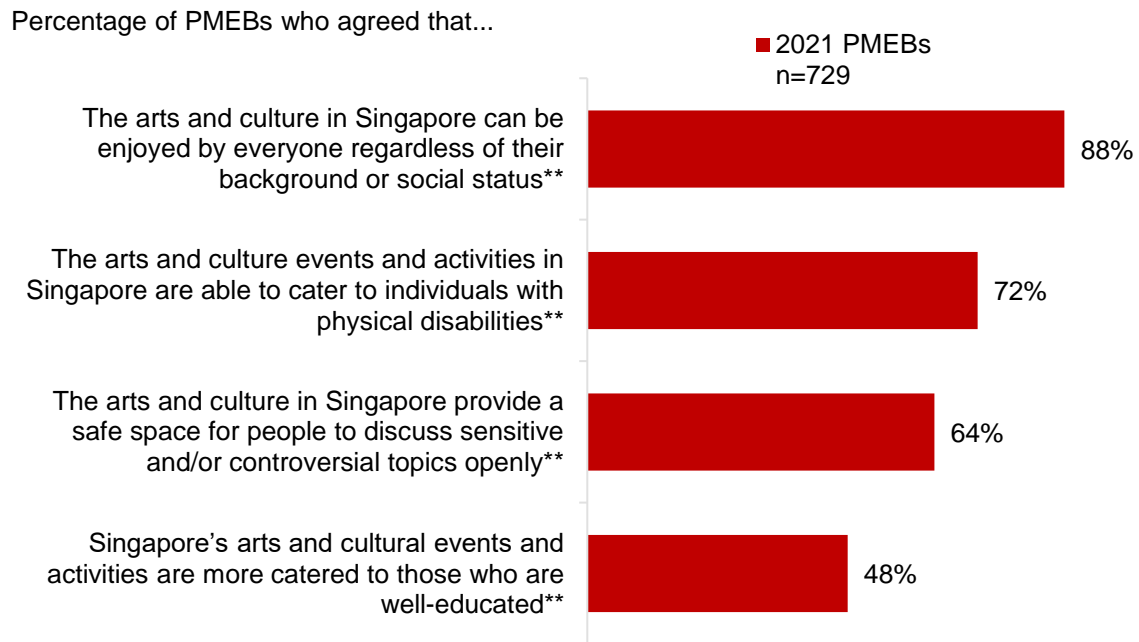 Percentage of PMEBs who agreed that...
2021 PMEBs
n=729
The arts and culture in Singapore can be
enjoyed by everyone regardless of their
background or social status**
88%
The arts and culture events and activities in
Singapore are able to cater to individuals with
physical disabilities**
72%
The arts and culture in Singapore provide a
safe space for people to discuss sensitive
and/or controversial topics openly**
64%
Singapore’s arts and cultural events and
activities are more catered to those who are
well-educated**
48%